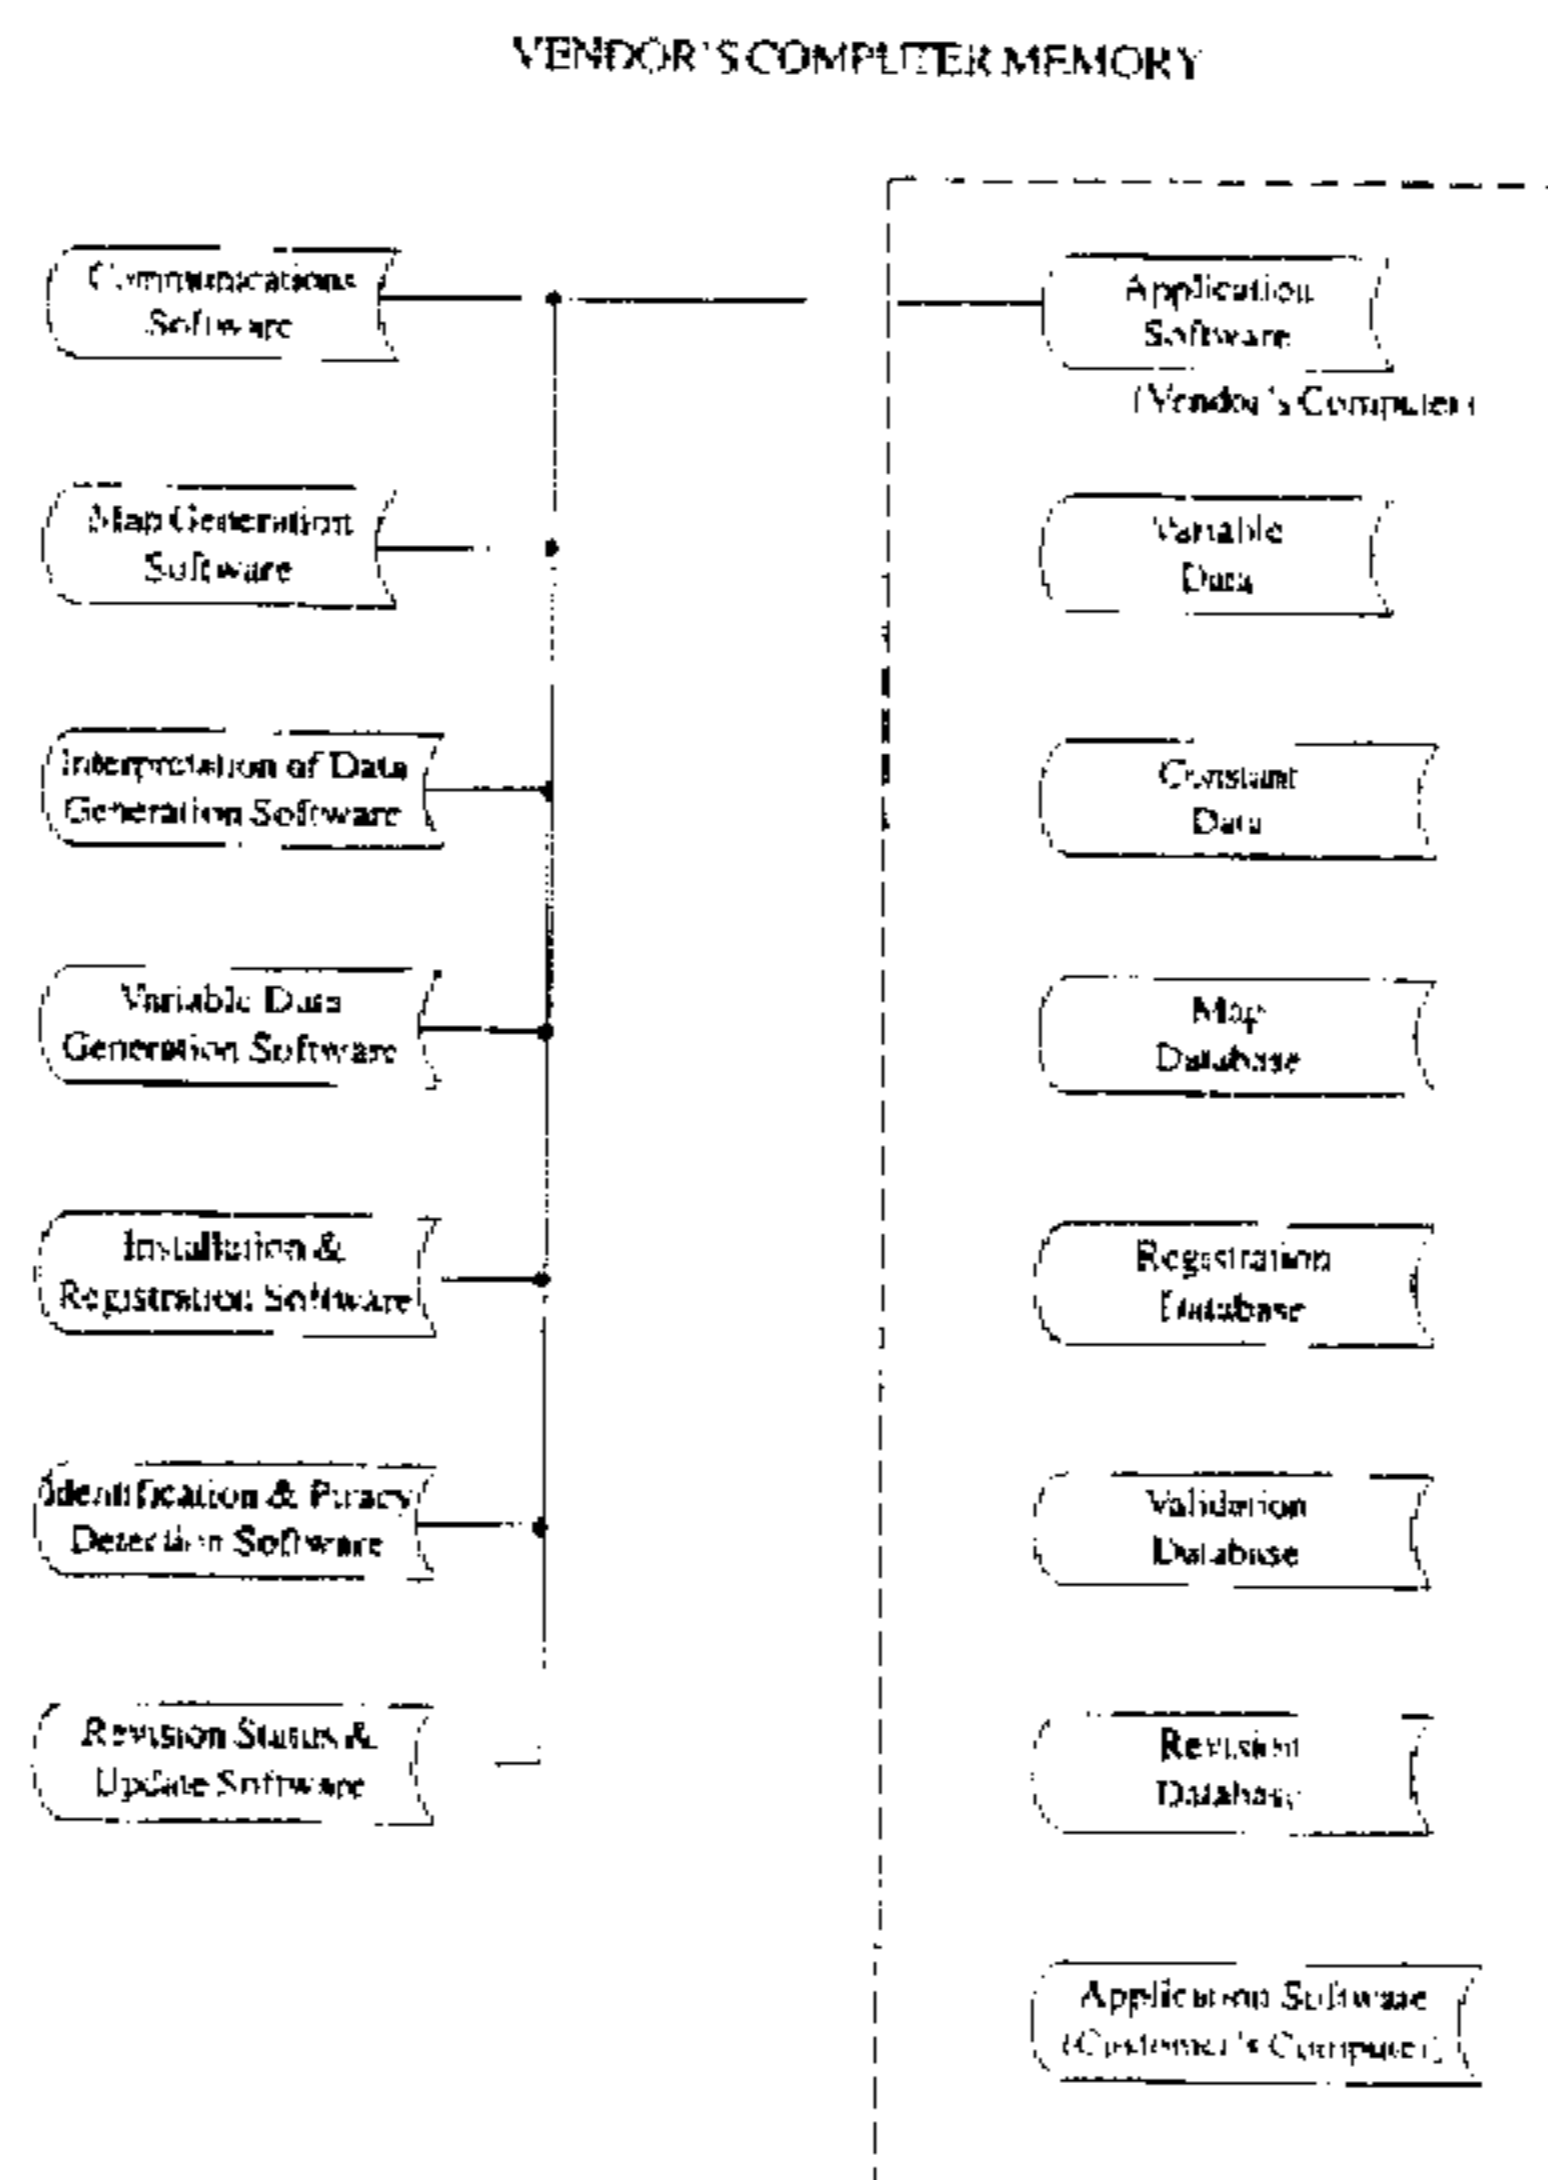 VENDOR'S COMPUTER MEMORY
Communications
Software
Map Generation
Software
Interpretation of Data
Generation Software
Variable Data
Generation Software
Installation &
Registration Software
Identification & Piracy
Detection Software
Revision Status &
Update Software
Application
Software
(Vendor's Computer)
Variable
Data
Constant
Data
Map
Database
Registration
Database
Validation
Database
Revision
Database
Application Software
(Customer's Computer)